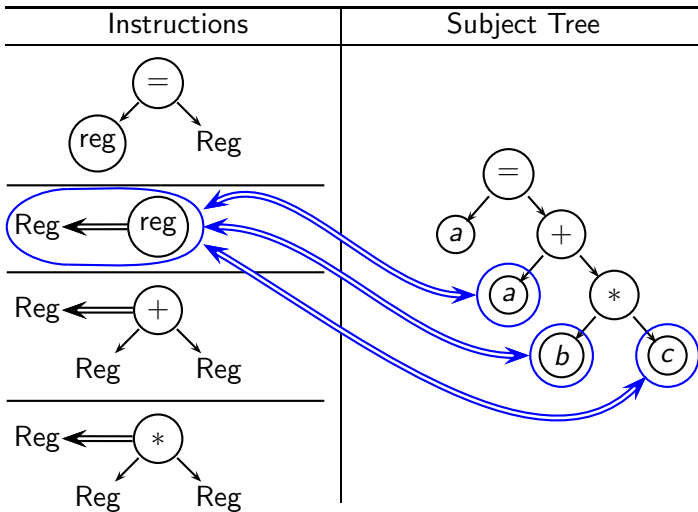 Instructions Subject Tree
=
reg Reg
Reg reg
Reg +
Reg Reg
Reg *
Reg Reg
=
a +
a *
b c